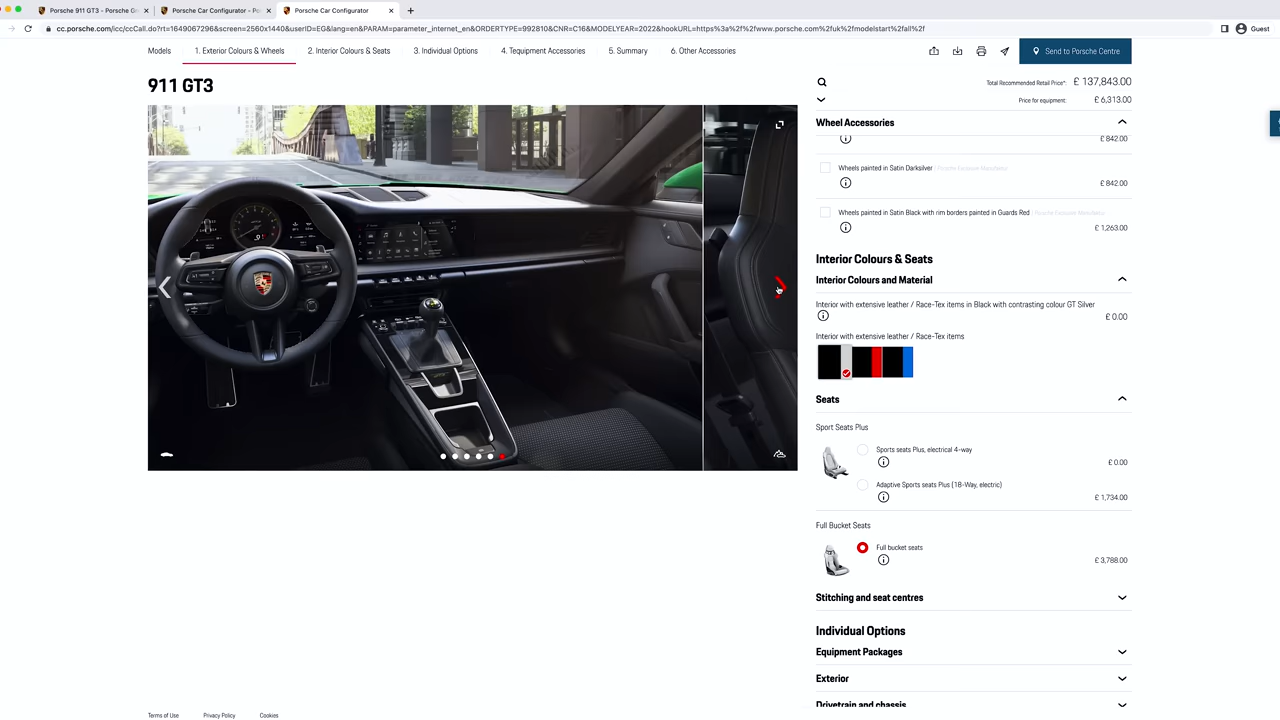 Porsche 911 GT3 - Porsche G
Porsche Car Configurator - Po
Porsche Car Configurator
cc.porsche.com/icc/ccCall.do?rt=1649067296&screen=2560x1440&userID=EG&lang=en&PARAM=parameter_internet_en&ORDERTYPE=992810&CNR=C16&MODELYEAR=2022&hookURL=https%3a%2f%2fwww.porsche.com%2fuk%2fmodelstart%2fall%2f
Guest
Models
1. Exterior Colours & Wheels
2. Interior Colours & Seats
3. Individual Options
4. Tequipment Accessories
5. Summary
6. Other Accessories
Send to Porsche Centre
911 GT3
Total Recommended Retail Price*: £ 137,843.00
Price for equipment: £ 6,313.00
Wheel Accessories
£ 842.00
Wheels painted in Satin Darksilver | Porsche Exclusive Manufaktur
£ 842.00
Wheels painted in Satin Black with rim borders painted in Guards Red | Porsche Exclusive Manufaktur
£ 1,263.00
Interior Colours & Seats
Interior Colours and Material
Interior with extensive leather / Race-Tex items in Black with contrasting colour GT Silver
£ 0.00
Interior with extensive leather / Race-Tex items
Seats
Sport Seats Plus
Sports seats Plus, electrical 4-way
£ 0.00
Adaptive Sports seats Plus (18-Way, electric)
£ 1,734.00
Full Bucket Seats
Full bucket seats
£ 3,788.00
Stitching and seat centres
Individual Options
Equipment Packages
Exterior
Drivetrain and chassis
Terms of Use
Privacy Policy
Cookies